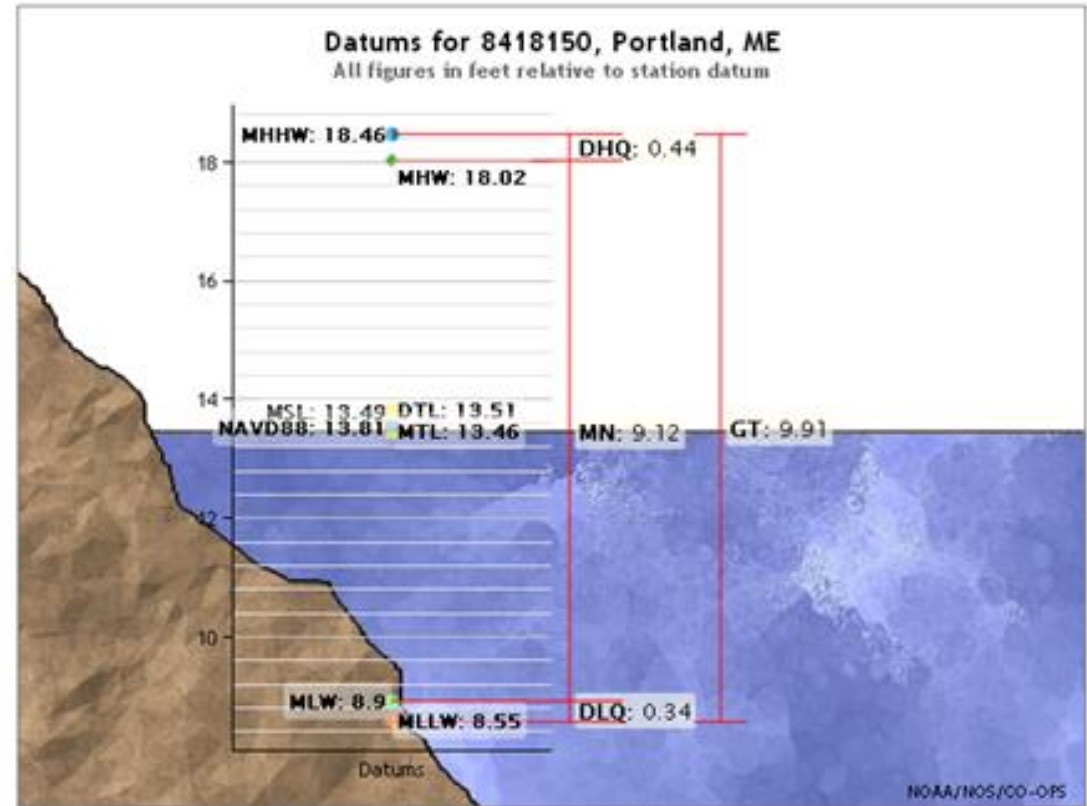 Datums for 8418150, Portland, ME
All figures in feet relative to station datum
MHHW: 18.46
DHQ: 0.44
18
MHW: 18.02
16
14
MSL: 13.49
DTL: 13.51
NAVD88: 13.81
MTL: 13.46
MN: 9.12
GT: 9.91
12
10
MLW: 8.9
MLLW: 8.55
DLQ: 0.34
Datums
NOAA/NOS/CO-OPS